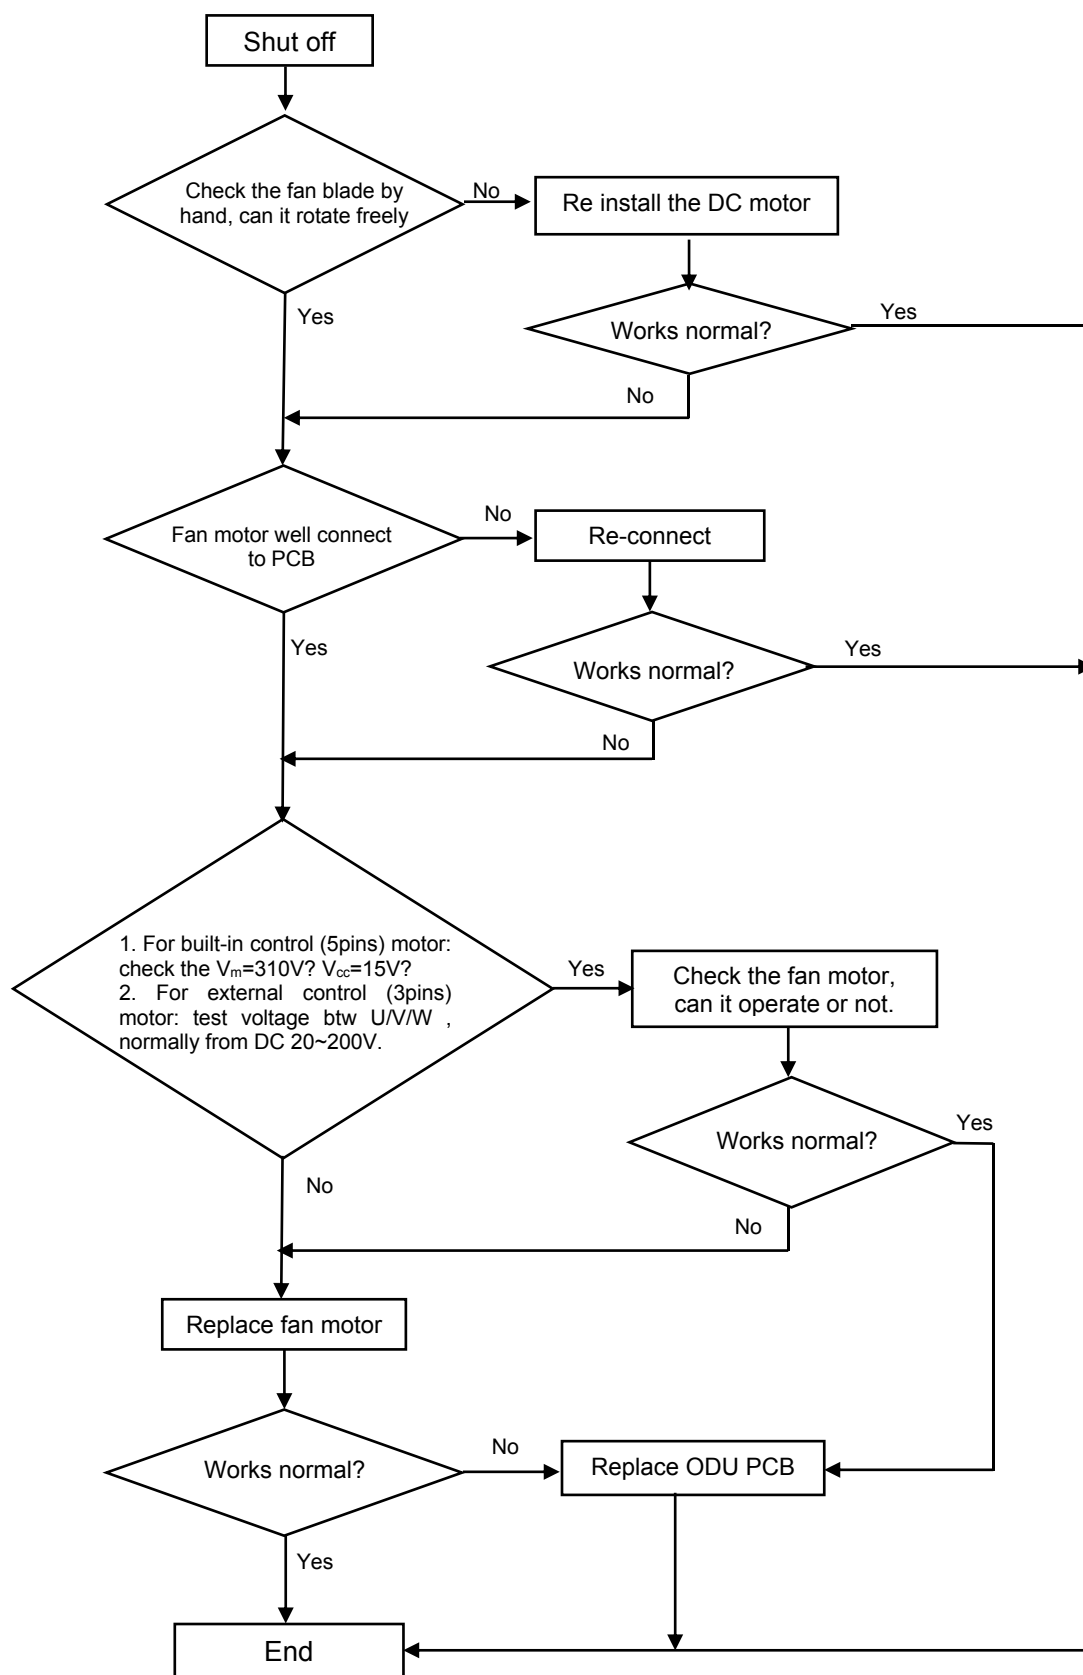 Shut off
Check the fan blade by
hand, can it rotate freely
No
Re install the DC motor
Yes
Works normal?
Yes
No
Fan motor well connect
to PCB
No
Re-connect
Yes
Works normal?
Yes
No
1. For built-in control (5pins) motor:
check the Vm=310V? Vcc=15V?
2. For external control (3pins)
motor: test voltage btw U/V/W ,
normally from DC 20~200V.
Yes
Check the fan motor,
can it operate or not.
Works normal?
Yes
No
No
Replace fan motor
Works normal?
No
Replace ODU PCB
Yes
End